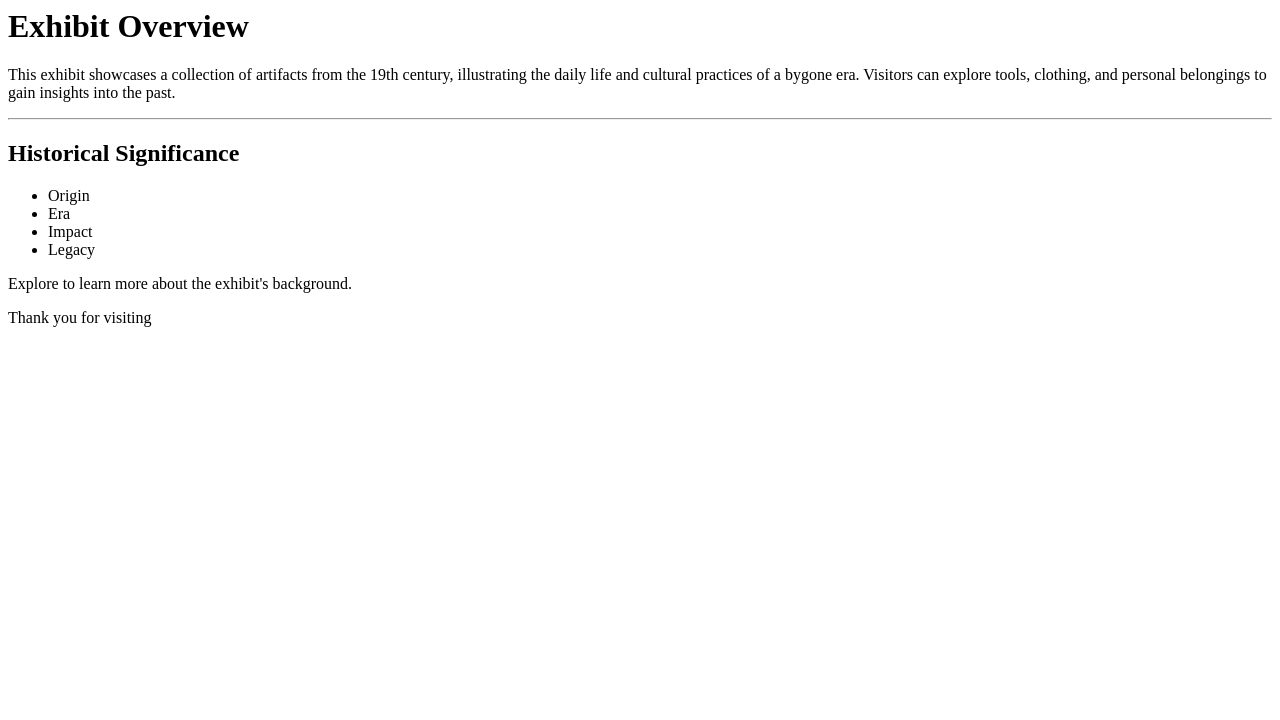 Exhibit Overview
This exhibit showcases a collection of artifacts from the 19th century, illustrating the daily life and cultural practices of a bygone era. Visitors can explore tools, clothing, and personal belongings to
gain insights into the past.
Historical Significance
Origin
Era
Impact
Legacy
Explore to learn more about the exhibit's background.
Thank you for visiting